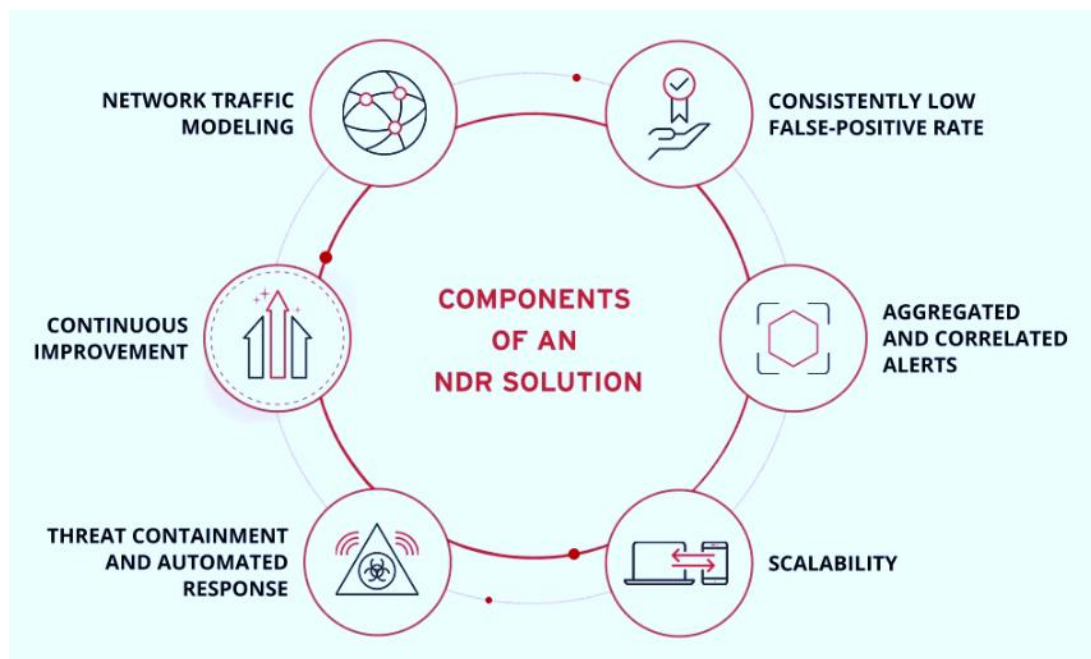 NETWORK TRAFFIC
MODELING
CONSISTENTLY LOW
FALSE-POSITIVE RATE
CONTINUOUS
IMPROVEMENT
COMPONENTS
OF AN
NDR SOLUTION
AGGREGATED
AND CORRELATED
ALERTS
THREAT CONTAINMENT
AND AUTOMATED
RESPONSE
SCALABILITY